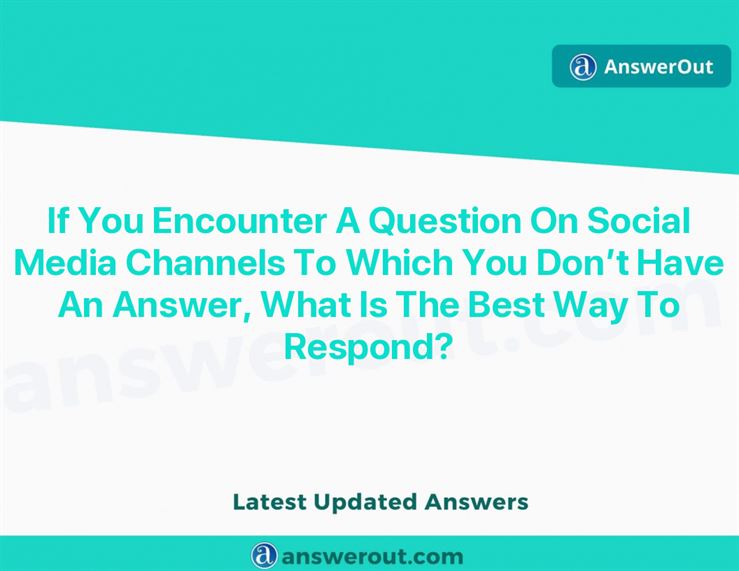 AnswerOut
If You Encounter A Question On Social
Media Channels To Which You Don’t Have
An Answer, What Is The Best Way To
Respond?
answerout.com
Latest Updated Answers
answerout.com